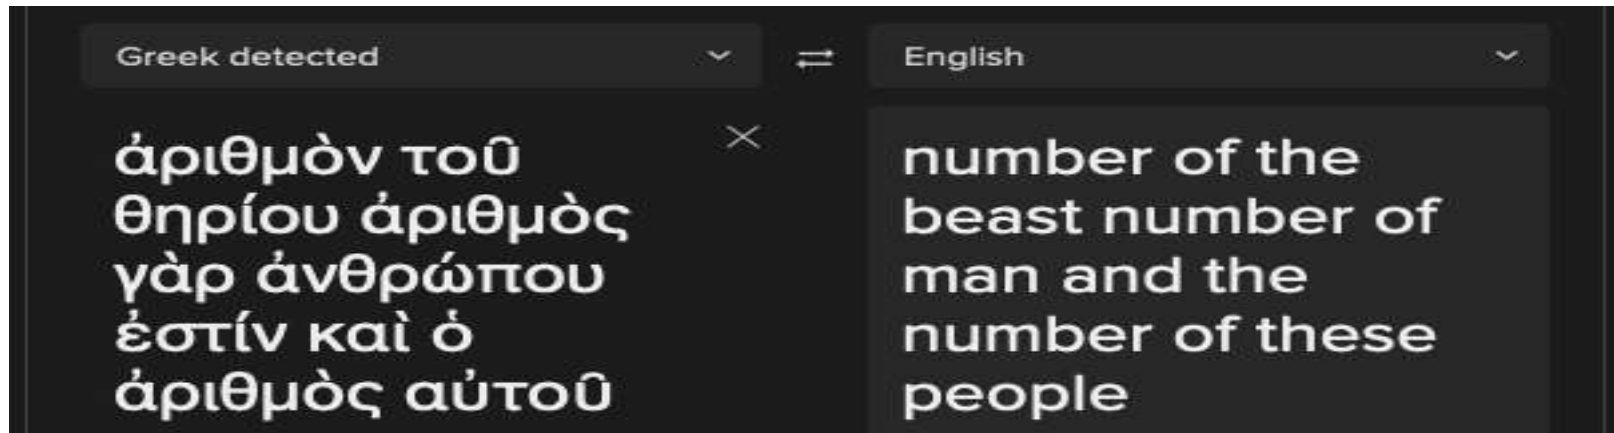 Greek detected
English
ἀριθμὸν τοῦ
θηρίου ἀριθμὸς
γὰρ ἀνθρώπου
ἐστίν καὶ ὁ
ἀριθμὸς αὐτοῦ
number of the
beast number of
man and the
number of these
people